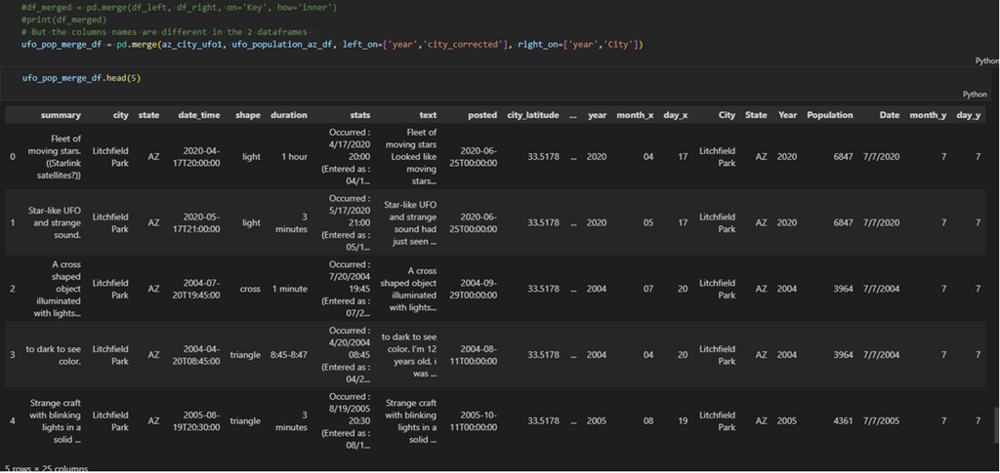 #df_merged = pd.merge(df_left, df_right, on='Key', how='inner')
#print(df_merged)
# But the columns names are different in the 2 dataframes
ufo_pop_merge_df = pd.merge(az_city_ufo1, ufo_population_az_df, left_on=['year','city_corrected'], right_on=['year','City'])
Python
ufo_pop_merge_df.head(5)
Python
summary city state date_time shape duration stats text posted city_latitude ... year month_x day_x City State Year Population Date month_y day_y
0 Fleet of moving stars. ((Starlink satellites?)) Litchfield Park AZ 2020-04-17T20:00:00 light 1 hour Occurred : 4/17/2020 20:00 (Entered as : 04/1... Fleet of moving stars Looked like moving stars... 2020-06-25T00:00:00 33.5178 ... 2020 04 17 Litchfield Park AZ 2020 6847 7/7/2020 7 7
1 Star-like UFO and strange sound. Litchfield Park AZ 2020-05-17T21:00:00 light 3 minutes Occurred : 5/17/2020 21:00 (Entered as : 05/1... Star-like UFO and strange sound had just seen ... 2020-06-25T00:00:00 33.5178 ... 2020 05 17 Litchfield Park AZ 2020 6847 7/7/2020 7 7
2 A cross shaped object illuminated with lights... Litchfield Park AZ 2004-07-20T19:45:00 cross 1 minute Occurred : 7/20/2004 19:45 (Entered as : 07/2... A cross shaped object illuminated with lights... 2004-09-29T00:00:00 33.5178 ... 2004 07 20 Litchfield Park AZ 2004 3964 7/7/2004 7 7
3 to dark to see color. Litchfield Park AZ 2004-04-20T08:45:00 triangle 8:45-8:47 Occurred : 4/20/2004 08:45 (Entered as : 04/2... to dark to see color. I'm 12 years old, i was ... 2004-08-11T00:00:00 33.5178 ... 2004 04 20 Litchfield Park AZ 2004 3964 7/7/2004 7 7
4 Strange craft with blinking lights in a solid ... Litchfield Park AZ 2005-08-19T20:30:00 triangle 3 minutes Occurred : 8/19/2005 20:30 (Entered as : 08/1... Strange craft with blinking lights in a solid ... 2005-10-11T00:00:00 33.5178 ... 2005 08 19 Litchfield Park AZ 2005 4361 7/7/2005 7 7
5 rows × 25 columns